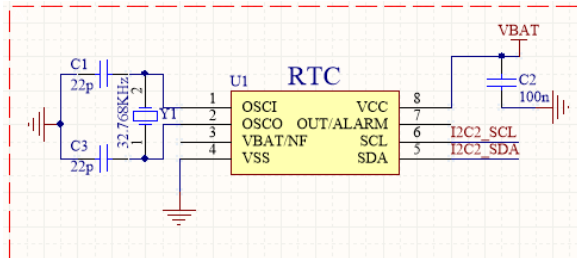 VBAT
C1
22p
2
32.768KHz
Y1
1
C3
22p
U1
RTC
1
OSCI
VCC
8
2
OSCO
OUT/ALARM
7
3
VBAT/NF
SCL
6
I2C2_SCL
4
VSS
SDA
5
I2C2_SDA
C2
100n